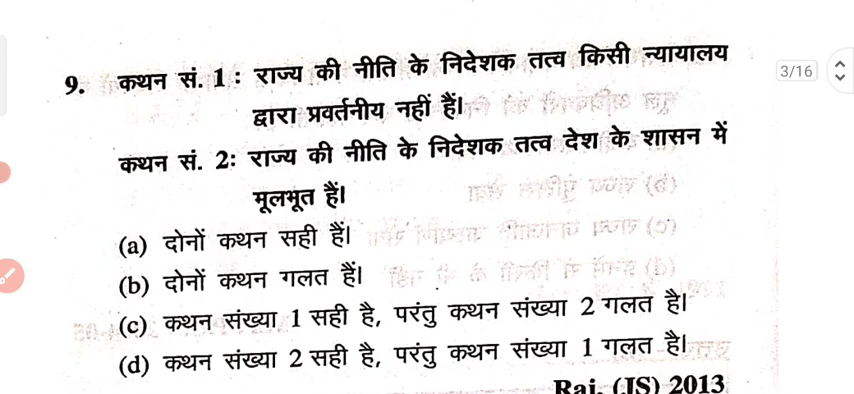 3/16
9. कथन सं. 1 : राज्य की नीति के निदेशक तत्व किसी न्यायालय
द्वारा प्रवर्तनीय नहीं हैं।
कथन सं. 2: राज्य की नीति के निदेशक तत्व देश के शासन में
मूलभूत हैं।
(a) दोनों कथन सही हैं।
(b) दोनों कथन गलत हैं।
(c) कथन संख्या 1 सही है, परंतु कथन संख्या 2 गलत है।
(d) कथन संख्या 2 सही है, परंतु कथन संख्या 1 गलत है।
Raj. (JS) 2013